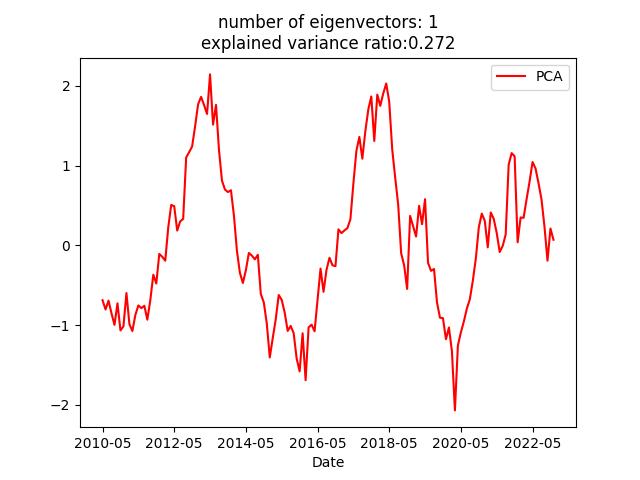 number of eigenvectors: 1
explained variance ratio:0.272
PCA
2
1
0
−1
−2
2010-05 2012-05 2014-05 2016-05 2018-05 2020-05 2022-05
Date